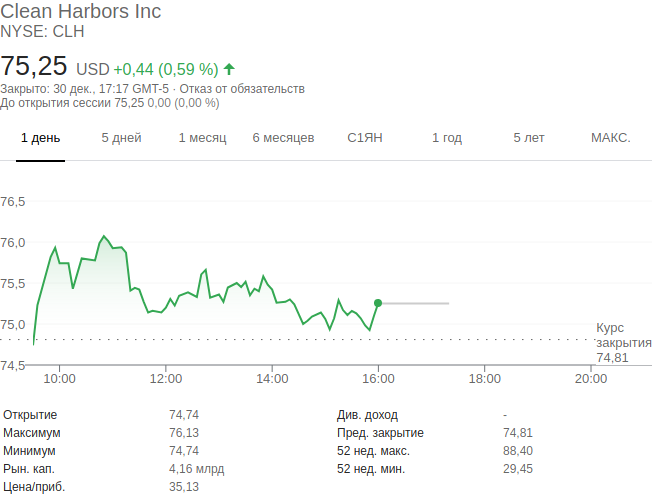 Clean Harbors Inc
NYSE: CLH
75,25 USD +0,44 (0,59 %)
Закрыто: 30 дек., 17:17 GMT-5 · Отказ от обязательств
До открытия сессии 75,25 0,00 (0,00 %)
1 день 5 дней 1 месяц 6 месяцев С1ЯН 1 год 5 лет МАКС.
76,5
76,0
75,5
75,0
Курс
закрытия
74,81
74,5
10:00 12:00 14:00 16:00 18:00 20:00
Открытие 74,74 Див. доход -
Максимум 76,13 Пред. закрытие 74,81
Минимум 74,74 52 нед. макс. 88,40
Рын. кап. 4,16 млрд 52 нед. мин. 29,45
Цена/приб. 35,13